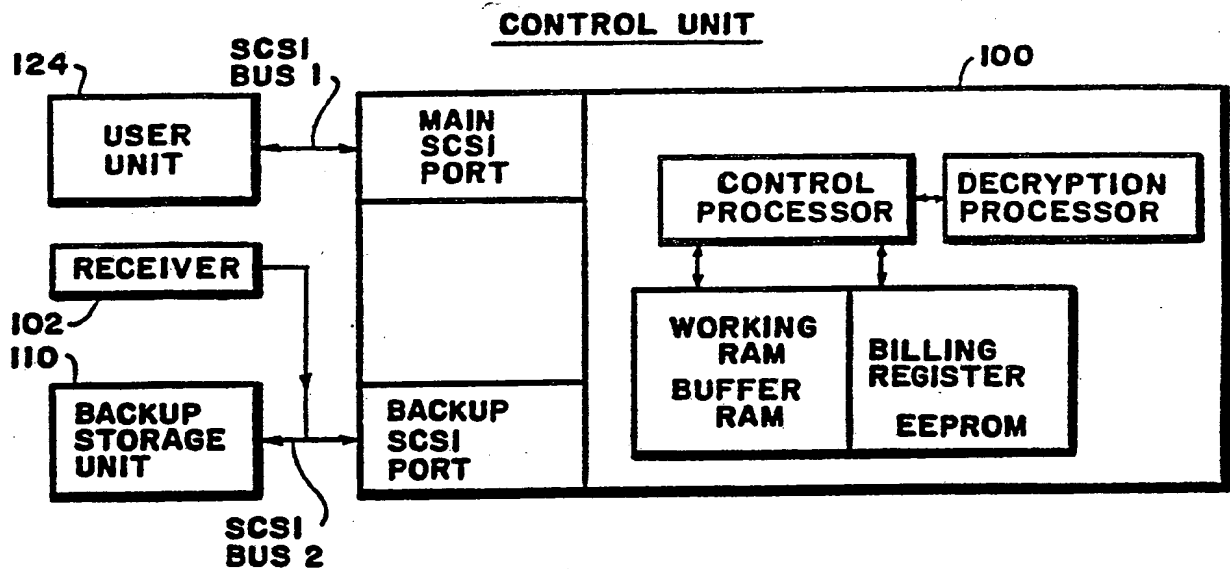 CONTROL UNIT
124
SCSI
BUS 1
100
USER
UNIT
MAIN
SCSI
PORT
CONTROL
PROCESSOR
DECRYPTION
PROCESSOR
RECEIVER
102
110
WORKING
RAM
BUFFER
RAM
BILLING
REGISTER
EEPROM
BACKUP
STORAGE
UNIT
BACKUP
SCSI
PORT
SCSI
BUS 2